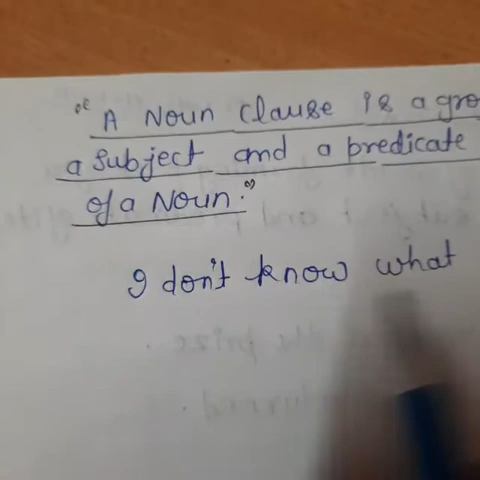 " A Noun Clause is a gro
a subject and a predicate
of a Noun."
I don't know what